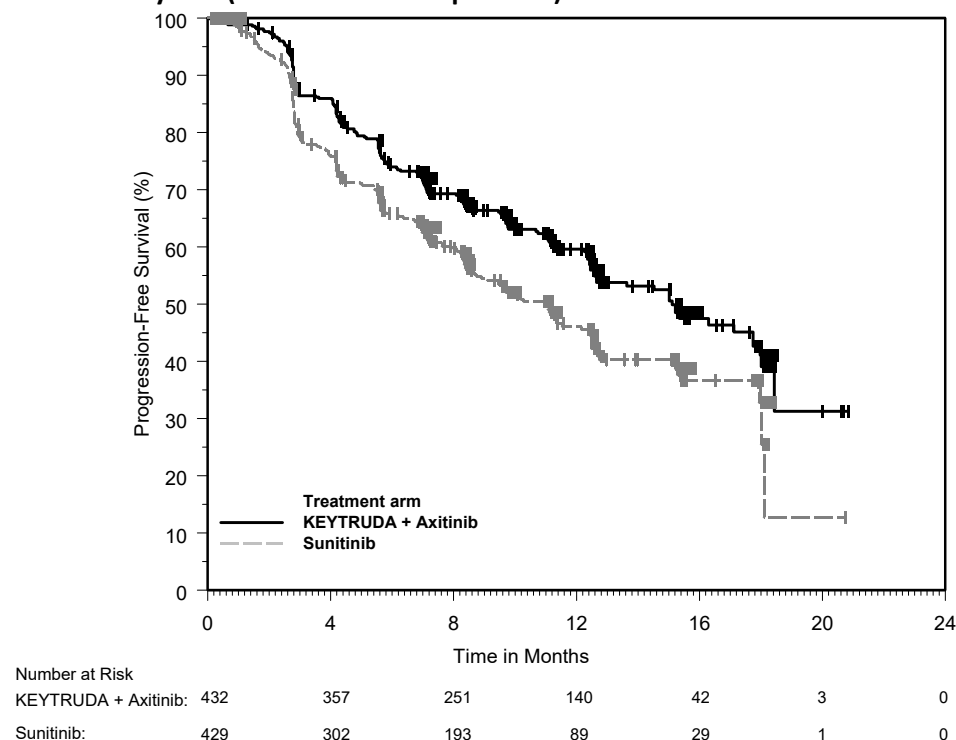 100
90
80
70
60
50
40
30
20
10
0
Progression-Free Survival (%)
Treatment arm
KEYTRUDA + Axitinib
Sunitinib
0 4 8 12 16 20 24
Time in Months
Number at Risk
KEYTRUDA + Axitinib: 432 357 251 140 42 3 0
Sunitinib: 429 302 193 89 29 1 0